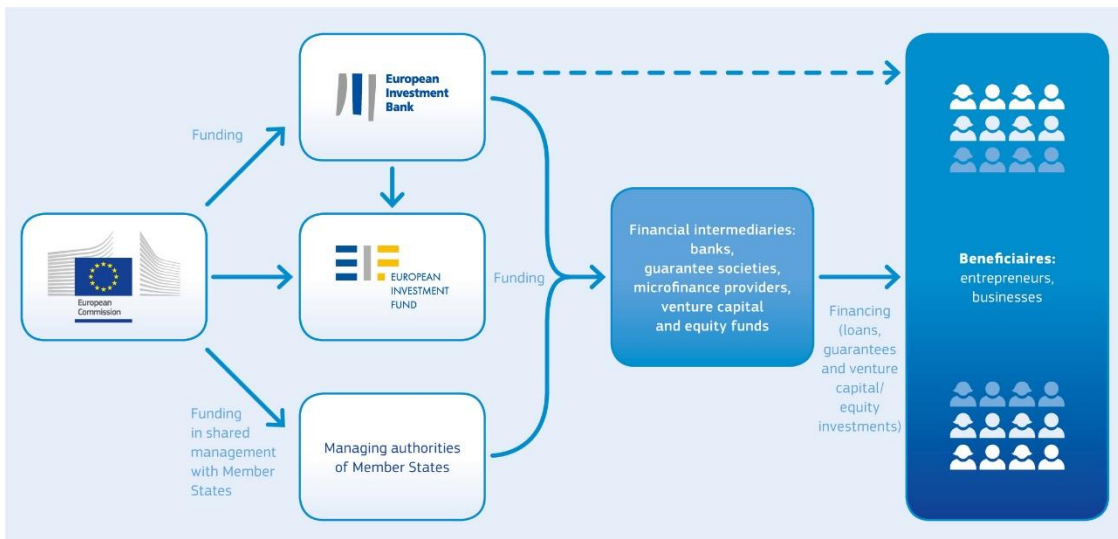 European
Investment
Bank
Funding
European
Commission
EIF
EUROPEAN
INVESTMENT
FUND
Funding
Funding
in shared
management
with Member
States
Managing authorities
of Member States
Financial intermediaries:
banks,
guarantee societies,
microfinance providers,
venture capital
and equity funds
Financing
(loans,
guarantees
and venture
capital/
equity
investments)
Beneficiaires:
entrepreneurs,
businesses